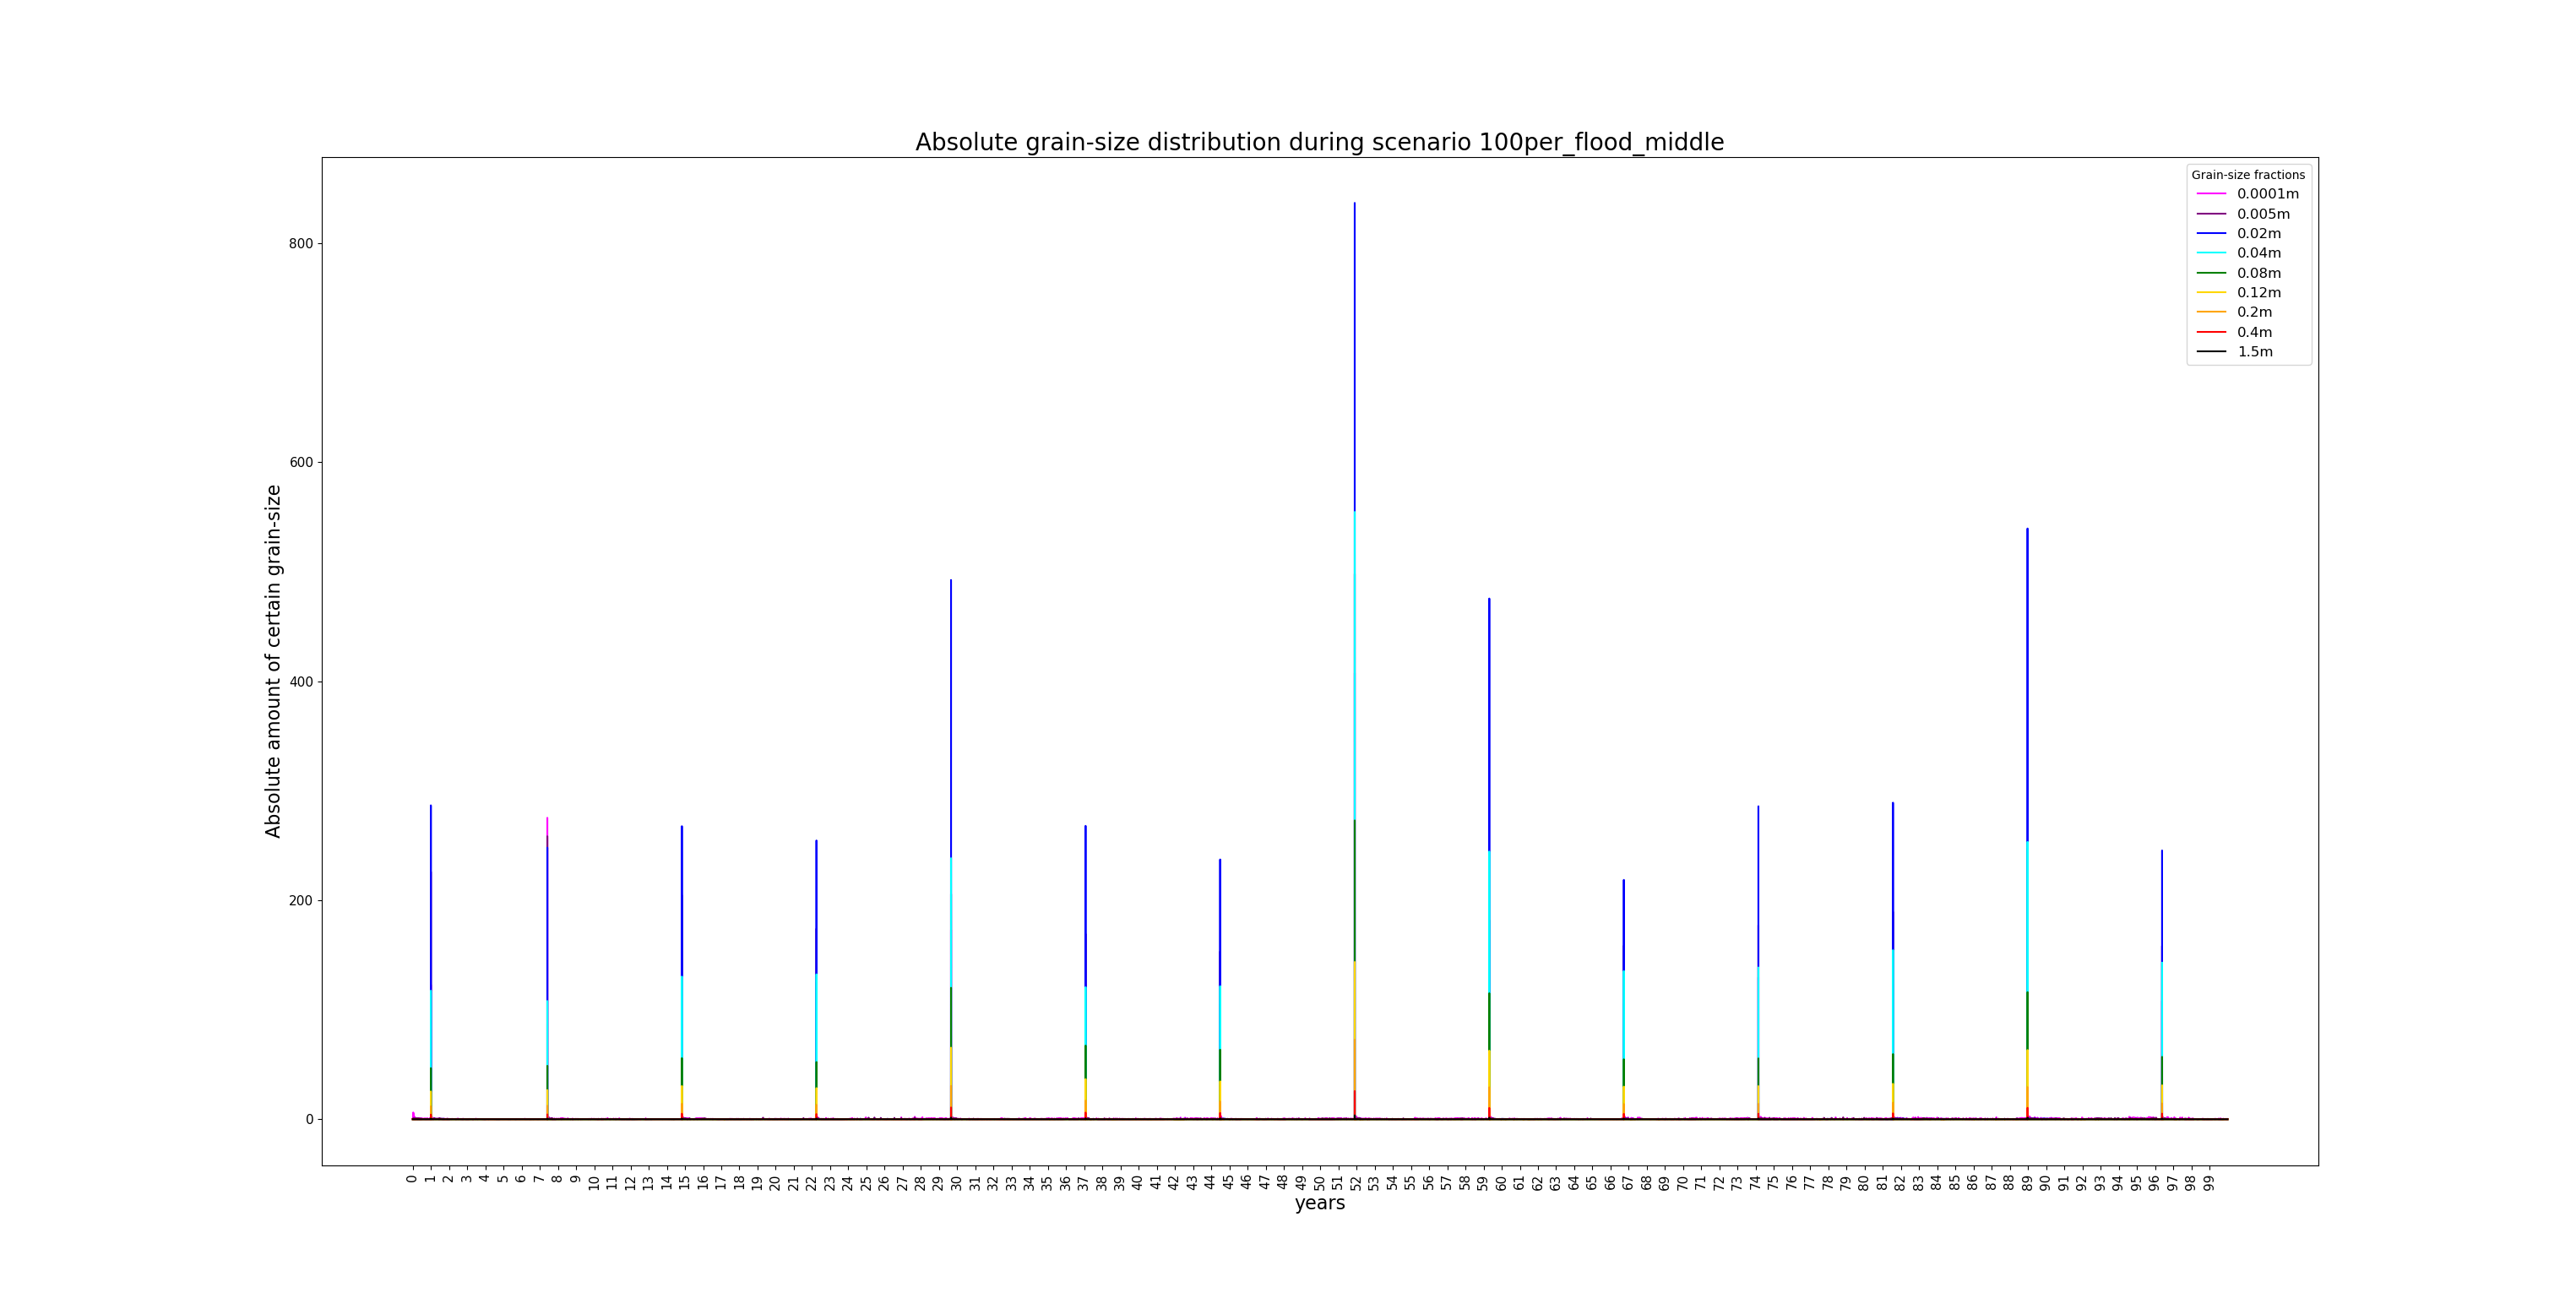 Absolute grain-size distribution during scenario 100per_flood_middle
Grain-size fractions
0.0001m
0.005m
0.02m
0.04m
0.08m
0.12m
0.2m
0.4m
1.5m
Absolute amount of certain grain-size
800
600
400
200
0
0 1 2 3 4 5 6 7 8 9 10 11 12 13 14 15 16 17 18 19 20 21 22 23 24 25 26 27 28 29 30 31 32 33 34 35 36 37 38 39 40 41 42 43 44 45 46 47 48 49 50 51 52 53 54 55 56 57 58 59 60 61 62 63 64 65 66 67 68 69 70 71 72 73 74 75 76 77 78 79 80 81 82 83 84 85 86 87 88 89 90 91 92 93 94 95 96 97 98 99
years